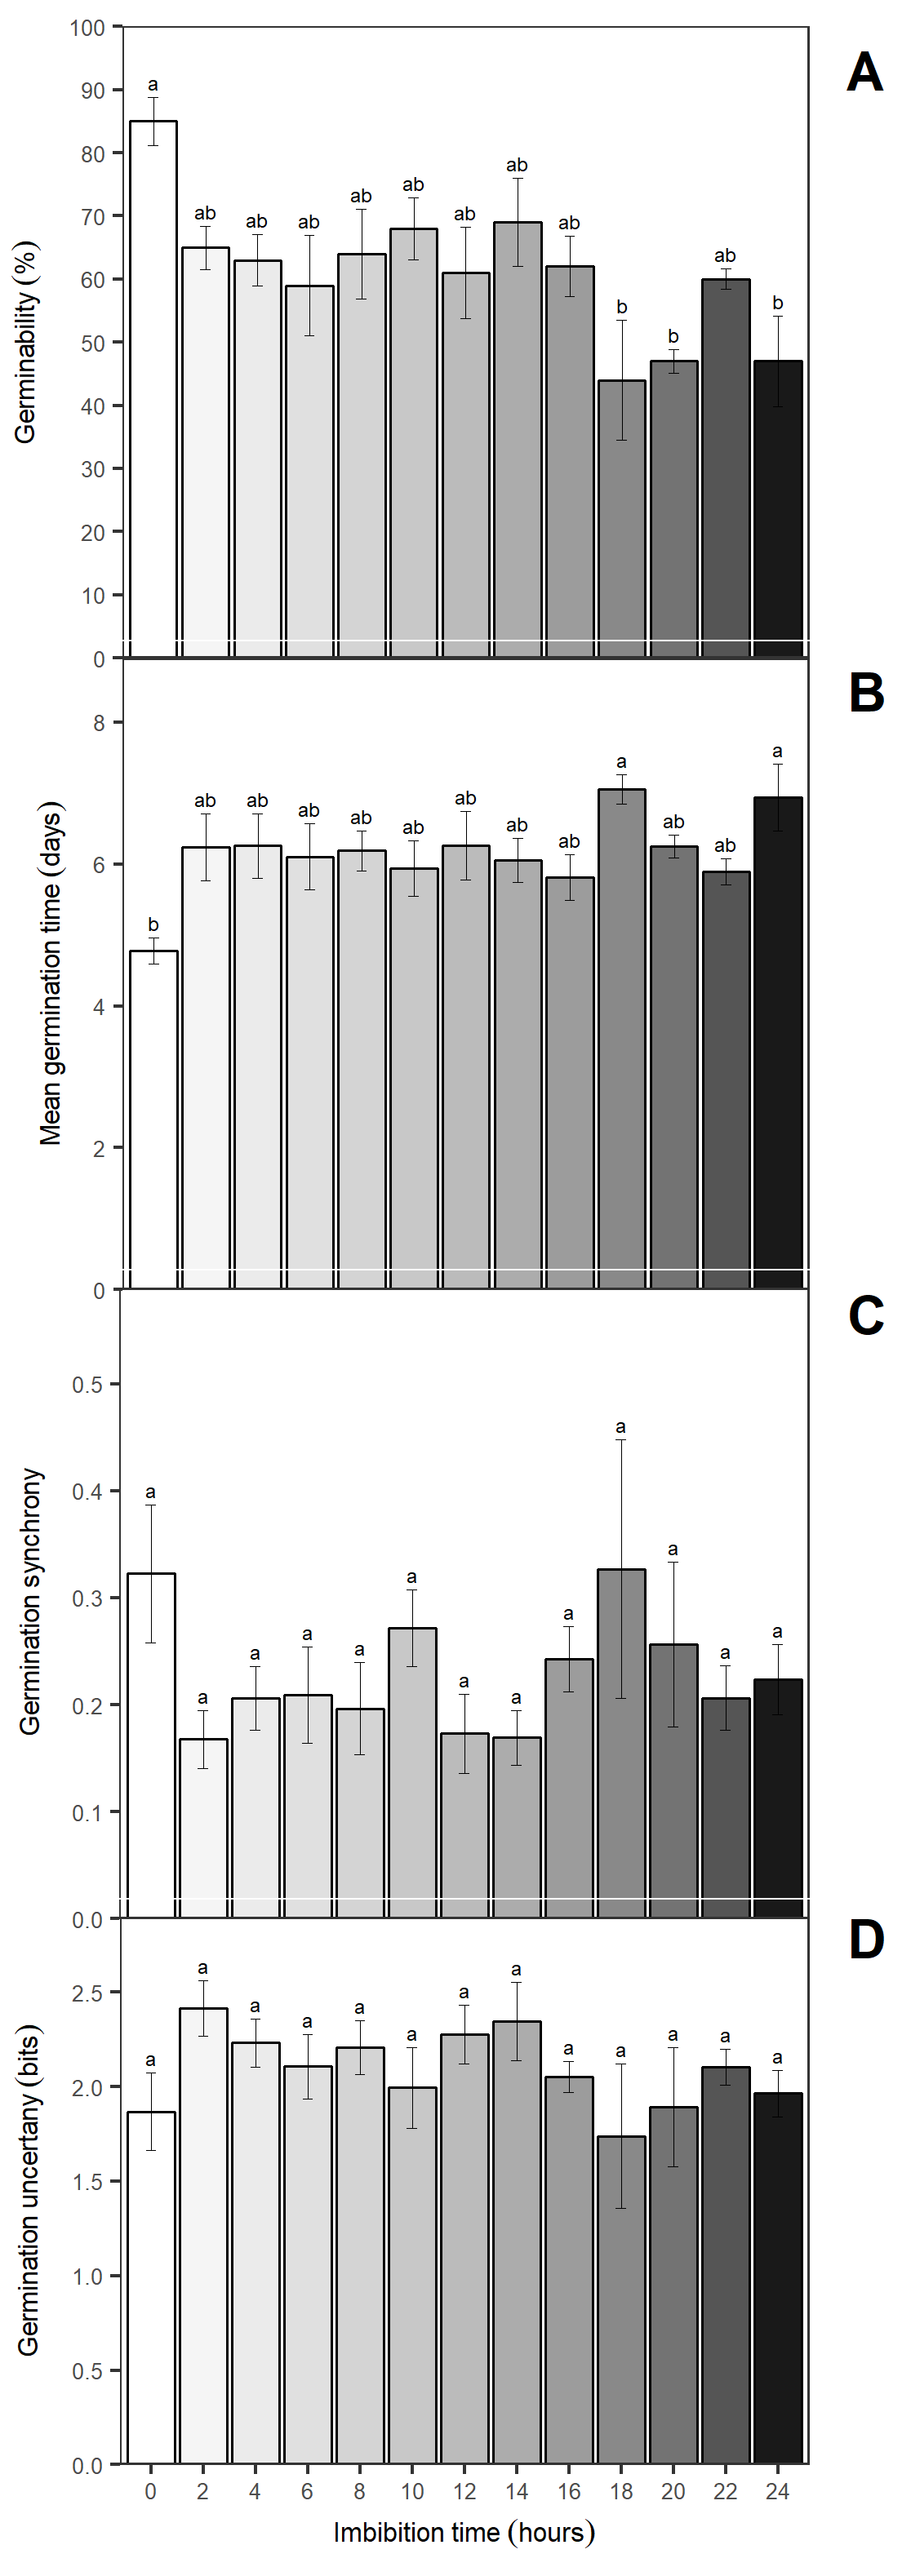 A
Germinability (%)
100
90
80
70
60
50
40
30
20
10
0
a ab ab ab ab ab ab ab ab b b ab b
B
Mean germination time (days)
8
6
4
2
0
b ab ab ab ab ab ab ab ab a ab ab a
C
Germination synchrony
0.5
0.4
0.3
0.2
0.1
0.0
a a a a a a a a a a a a a
D
Germination uncertany (bits)
2.5
2.0
1.5
1.0
0.5
0.0
a a a a a a a a a a a a a
0 2 4 6 8 10 12 14 16 18 20 22 24
Imbibition time (hours)